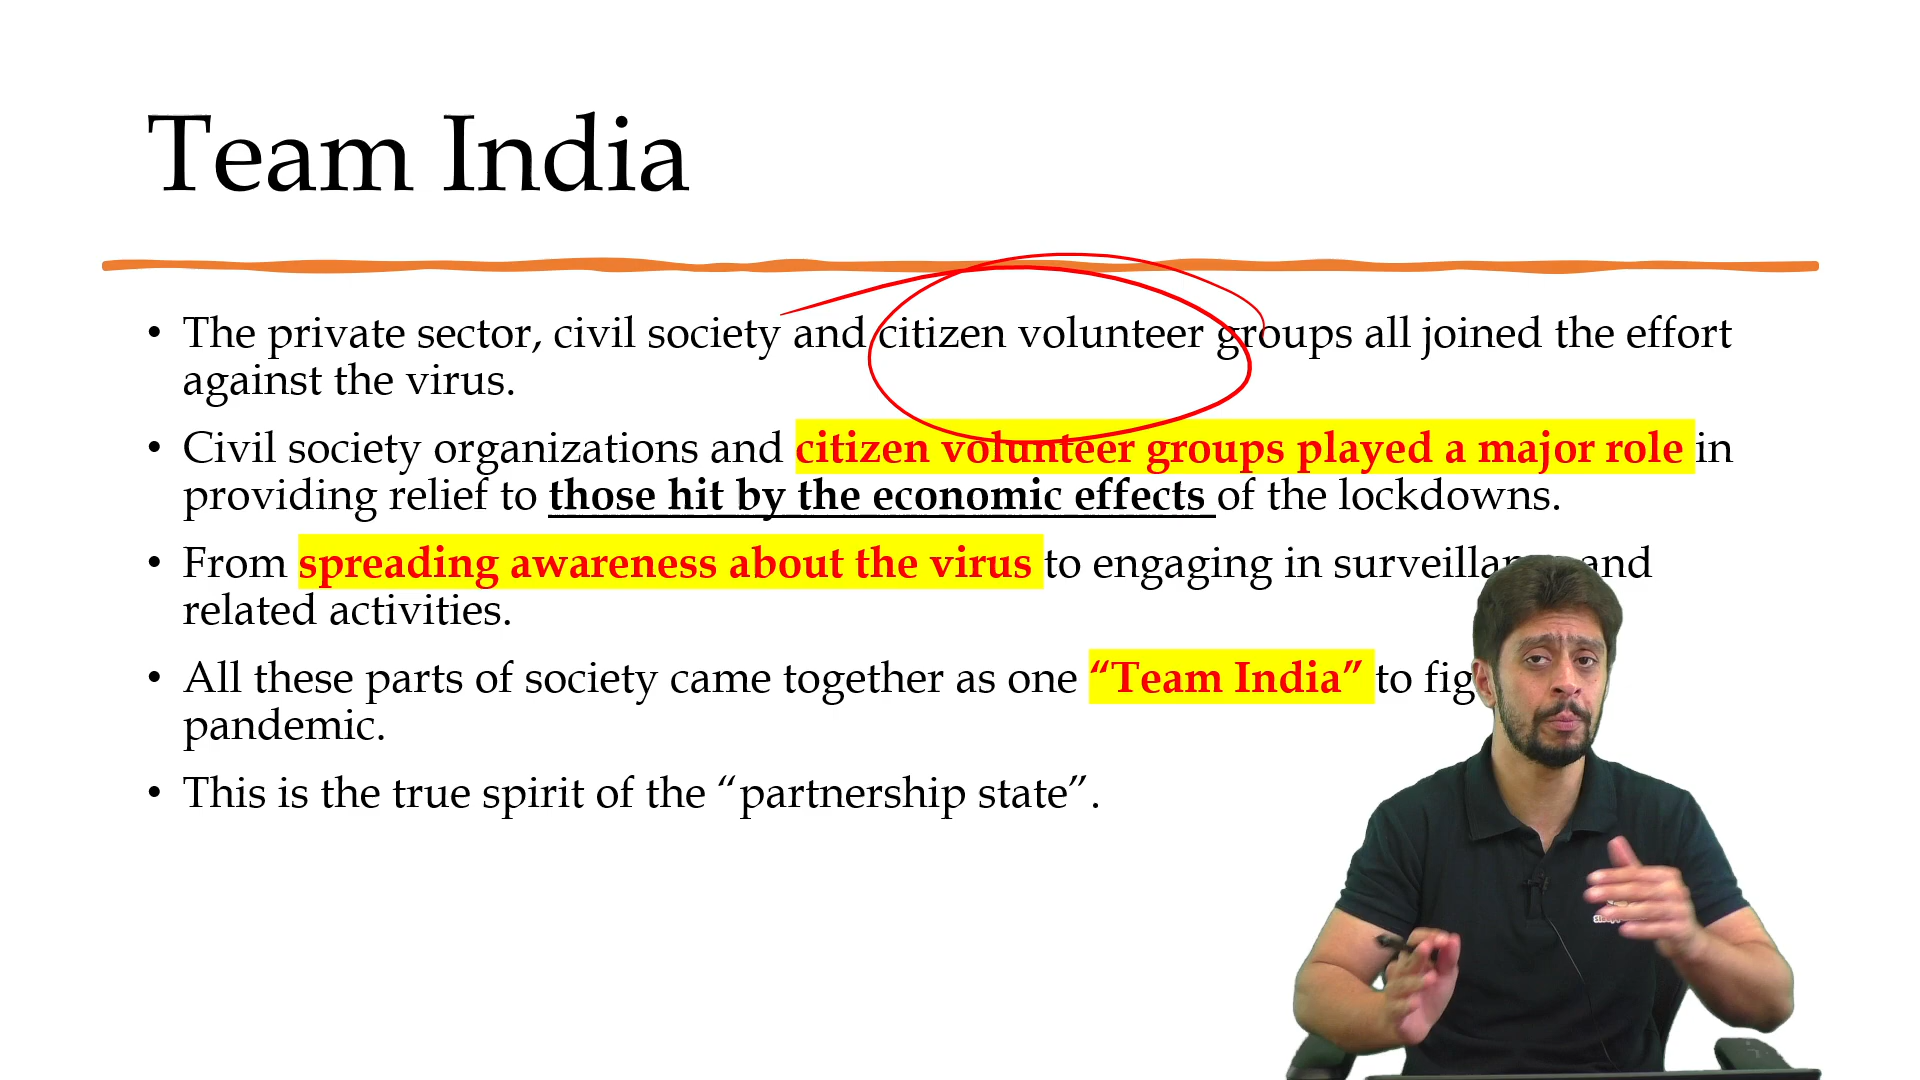 Team India
• The private sector, civil society and citizen volunteer groups all joined the effort
against the virus.
• Civil society organizations and citizen volunteer groups played a major role in
providing relief to those hit by the economic effects of the lockdowns.
• From spreading awareness about the virus to engaging in and
related activities.
• All these parts of society came together as one “Team India” to
pandemic.
• This is the true spirit of the “partnership state”.